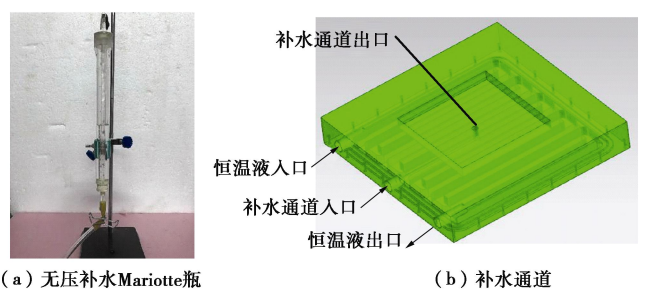 补水通道出口
恒温液入口
补水通道入口
恒温液出口
(a)无压补水Mariotte瓶
(b)补水通道